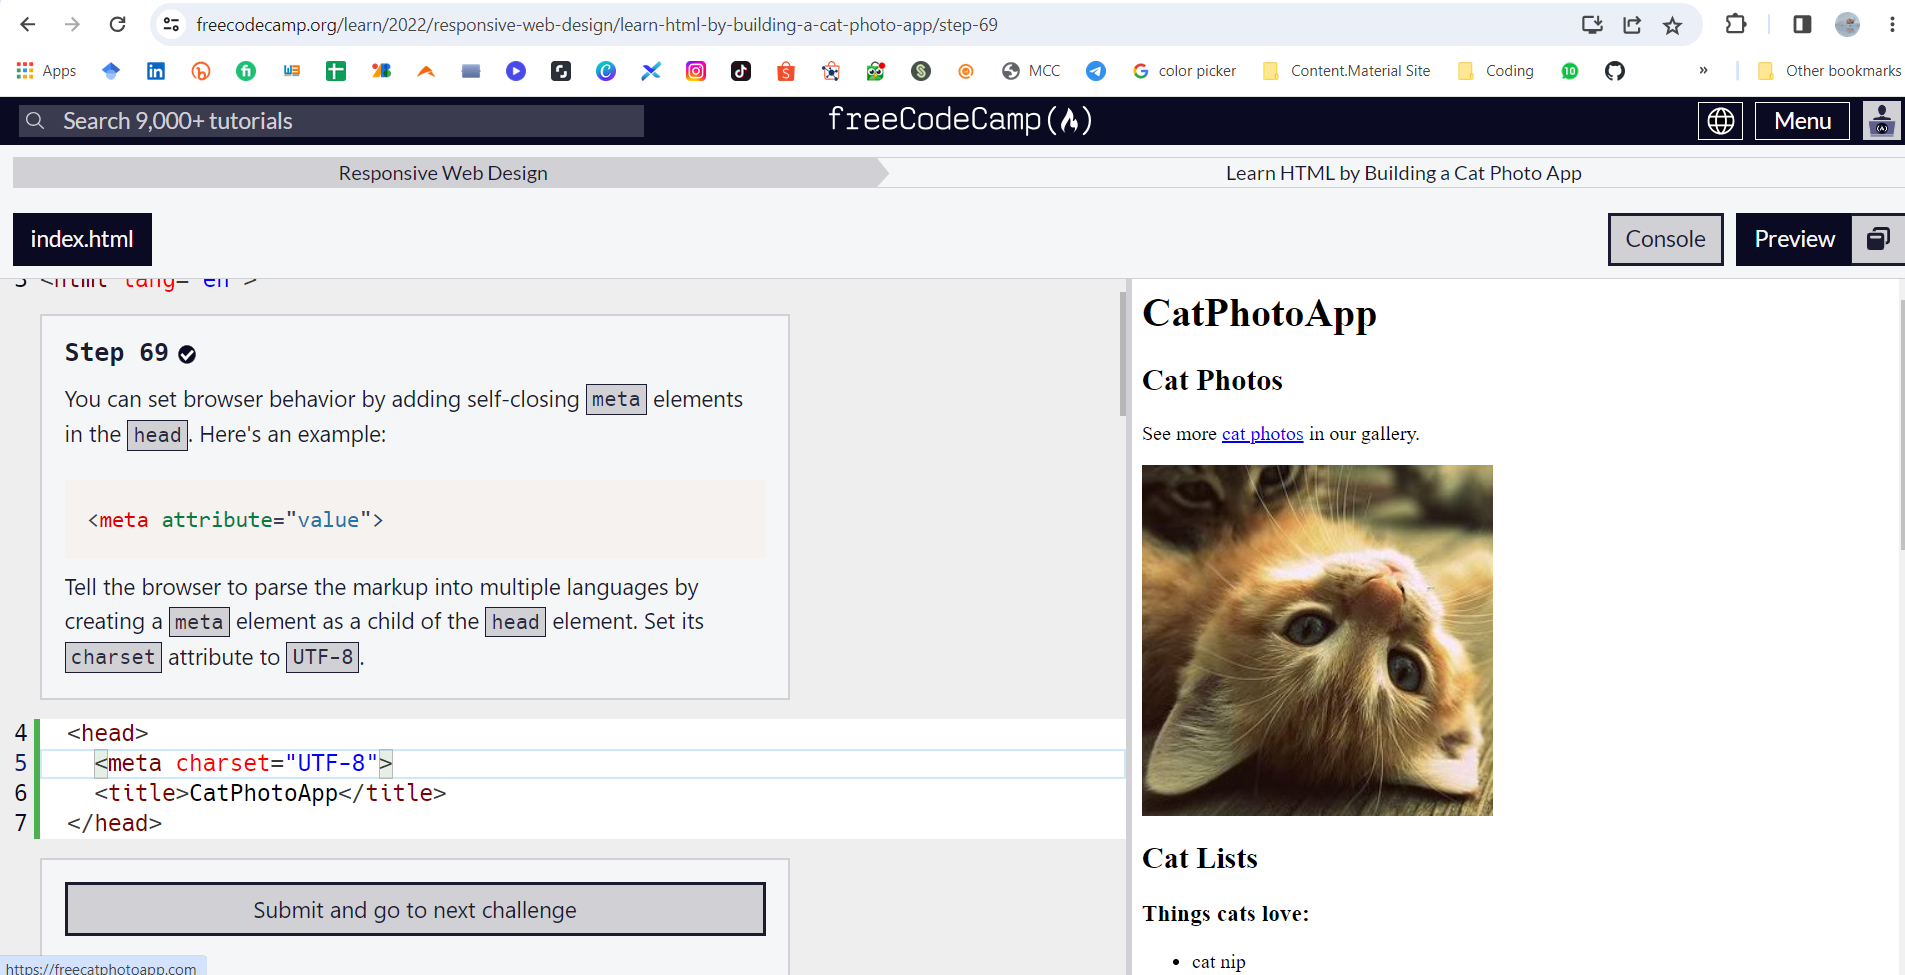 freecodecamp.org/learn/2022/responsive-web-design/learn-html-by-building-a-cat-photo-app/step-69
Apps
MCC
color picker
Content.Material Site
Coding
10
»
Other bookmarks
Search 9,000+ tutorials
freeCodeCamp
Menu
Responsive Web Design
Learn HTML by Building a Cat Photo App
index.html
Console
Preview
3 <html lang="en">
Step 69
You can set browser behavior by adding self-closing meta elements
in the head. Here's an example:
<meta attribute="value">
Tell the browser to parse the markup into multiple languages by
creating a meta element as a child of the head element. Set its
charset attribute to UTF-8.
4 <head>
5 <meta charset="UTF-8">
6 <title>CatPhotoApp</title>
7 </head>
Submit and go to next challenge
https://freecatphotoapp.com
CatPhotoApp
Cat Photos
See more cat photos in our gallery.
Cat Lists
Things cats love:
• cat nip